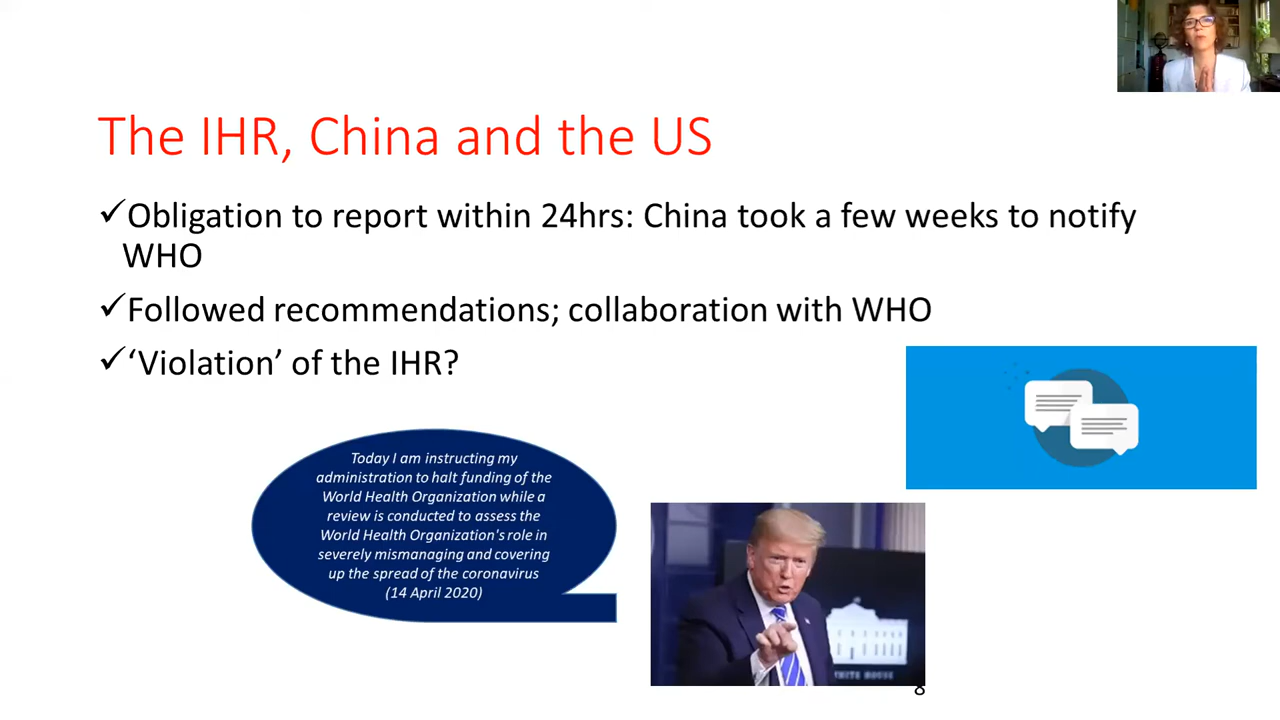 The IHR, China and the US
✓Obligation to report within 24hrs: China took a few weeks to notify
WHO
✓Followed recommendations; collaboration with WHO
✓‘Violation’ of the IHR?
Today I am instructing my
administration to halt funding of the
World Health Organization while a
review is conducted to assess the
World Health Organization's role in
severely mismanaging and covering
up the spread of the coronavirus
(14 April 2020)
WHITE HOUSE
8